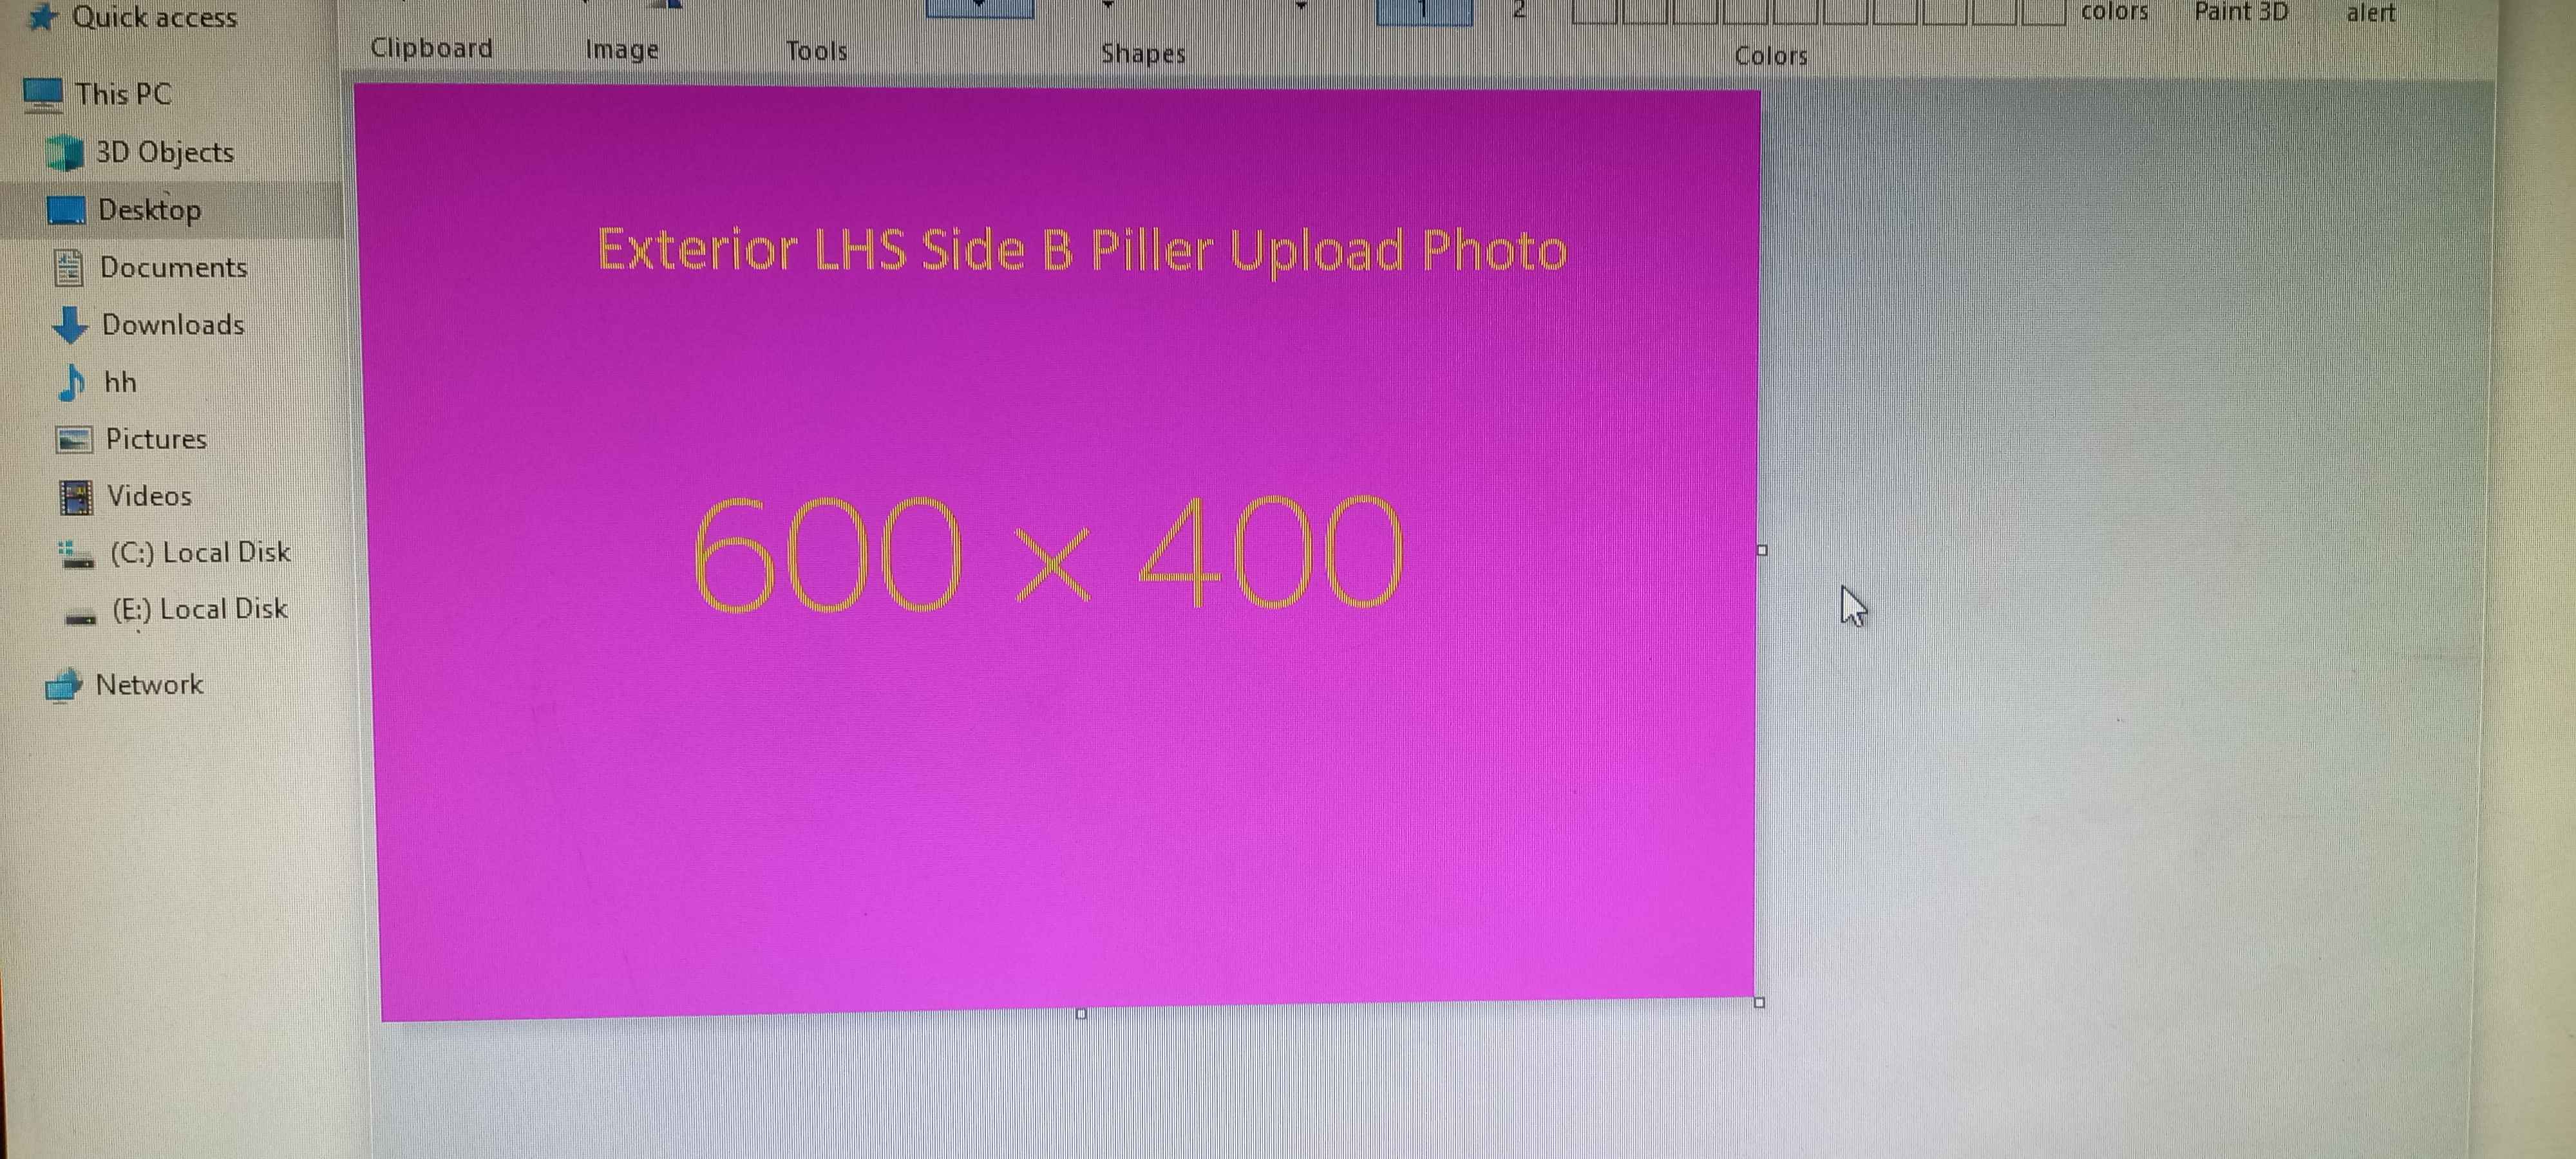 Quick access
This PC
3D Objects
Desktop
Documents
Downloads
hh
Pictures
Videos
(C:) Local Disk
(E:) Local Disk
Network
1
2
colors
Paint 3D
alert
Clipboard
Image
Tools
Shapes
Colors
Exterior LHS Side B Piller Upload Photo
600 × 400